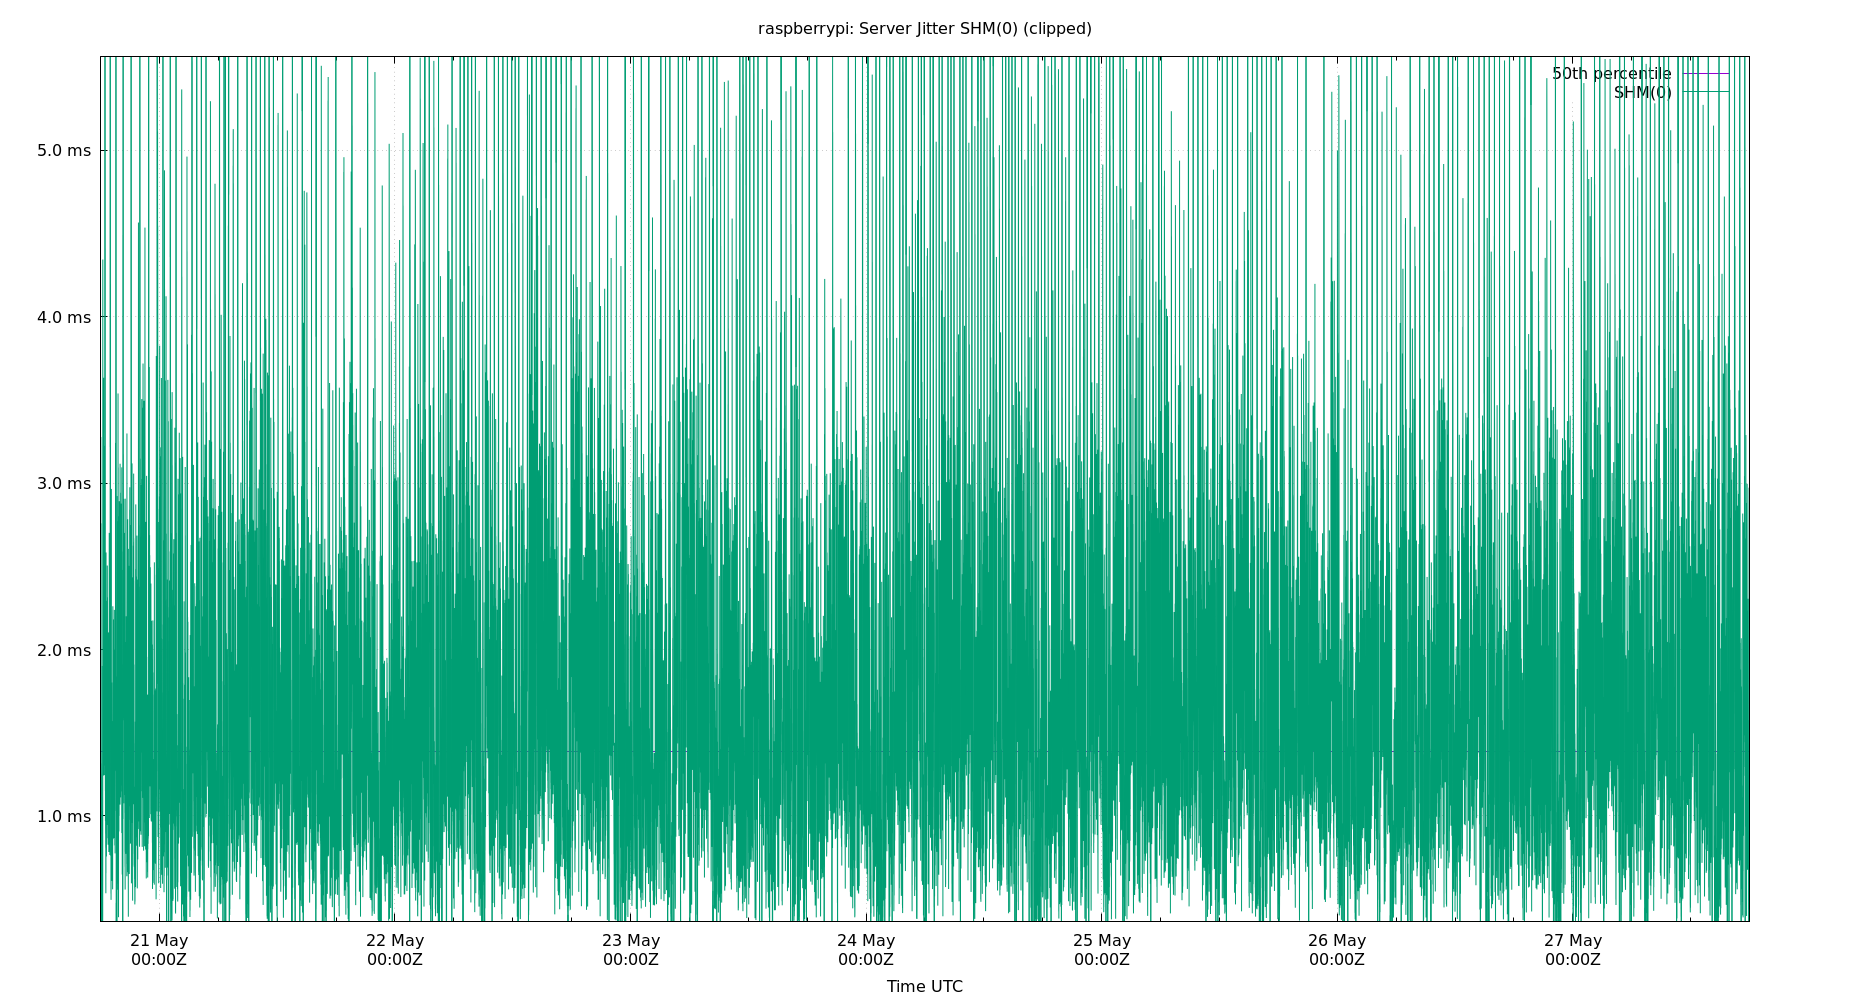 raspberrypi: Server Jitter SHM(0) (clipped)
50th percentile
SHM(0)
5.0 ms
4.0 ms
3.0 ms
2.0 ms
1.0 ms
21 May 22 May 23 May 24 May 25 May 26 May 27 May
00:00Z 00:00Z 00:00Z 00:00Z 00:00Z 00:00Z 00:00Z
Time UTC